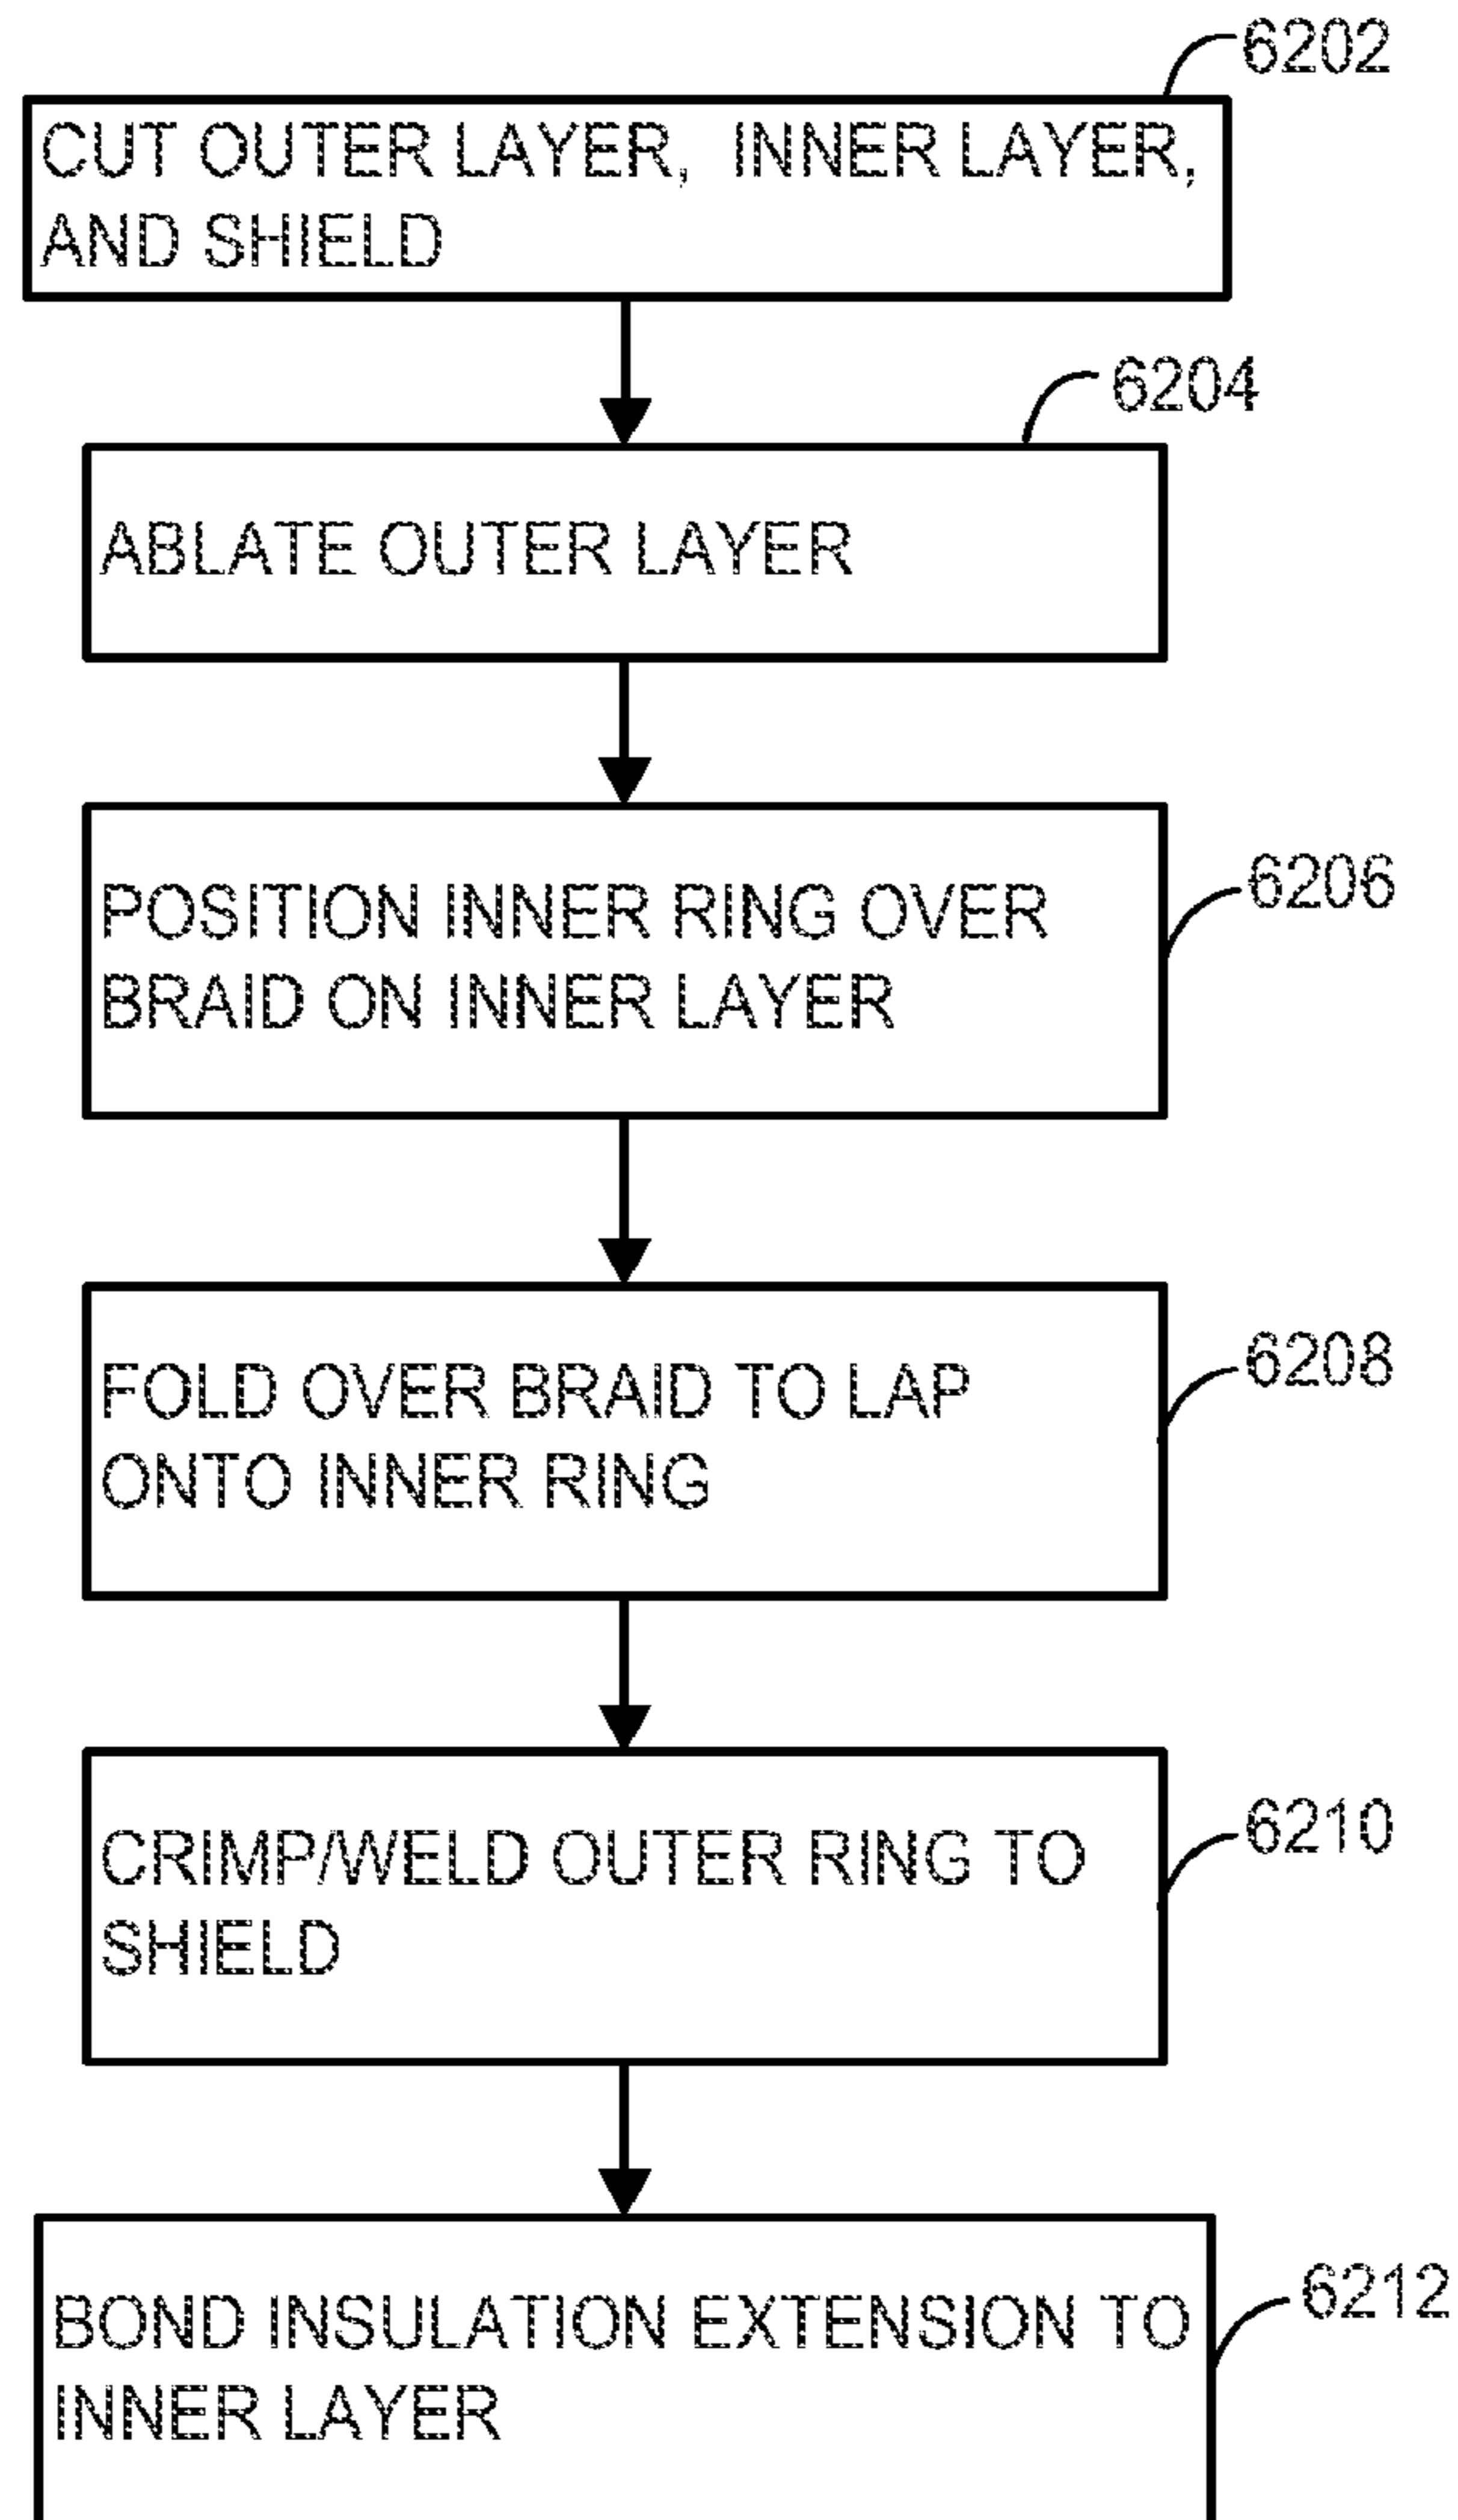 6202
CUT OUTER LAYER, INNER LAYER,
AND SHIELD
6204
ABLATE OUTER LAYER
6206
POSITION INNER RING OVER
BRAID ON INNER LAYER
6208
FOLD OVER BRAID TO LAP
ONTO INNER RING
6210
CRIMP/WELD OUTER RING TO
SHIELD
6212
BOND INSULATION EXTENSION TO
INNER LAYER